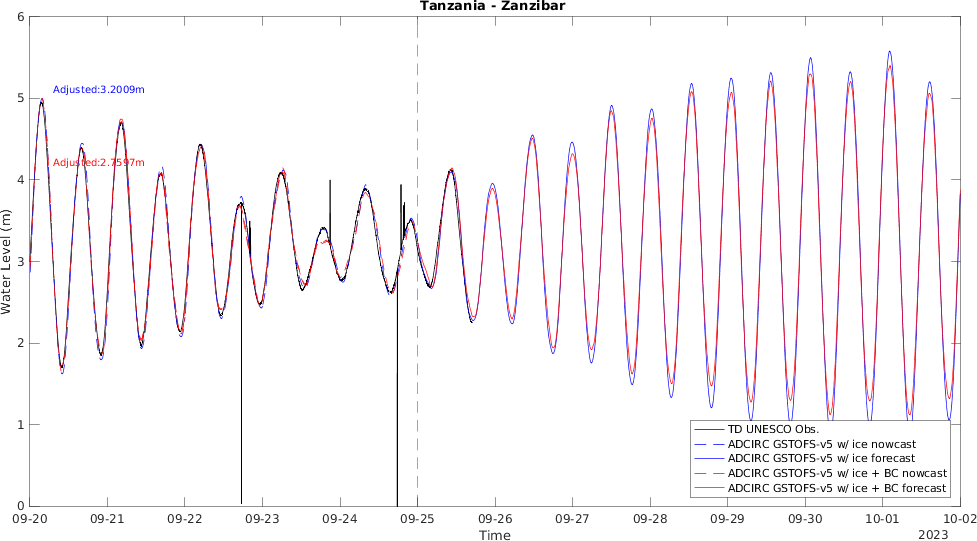 Tanzania - Zanzibar
6
5
4
3
2
1
0
Water Level (m)
Adjusted:3.2009m
Adjusted:2.7597m
TD UNESCO Obs.
ADCIRC GSTOFS-v5 w/ ice nowcast
ADCIRC GSTOFS-v5 w/ ice forecast
ADCIRC GSTOFS-v5 w/ ice + BC nowcast
ADCIRC GSTOFS-v5 w/ ice + BC forecast
09-20 09-21 09-22 09-23 09-24 09-25 09-26 09-27 09-28 09-29 09-30 10-01 10-02
Time
2023